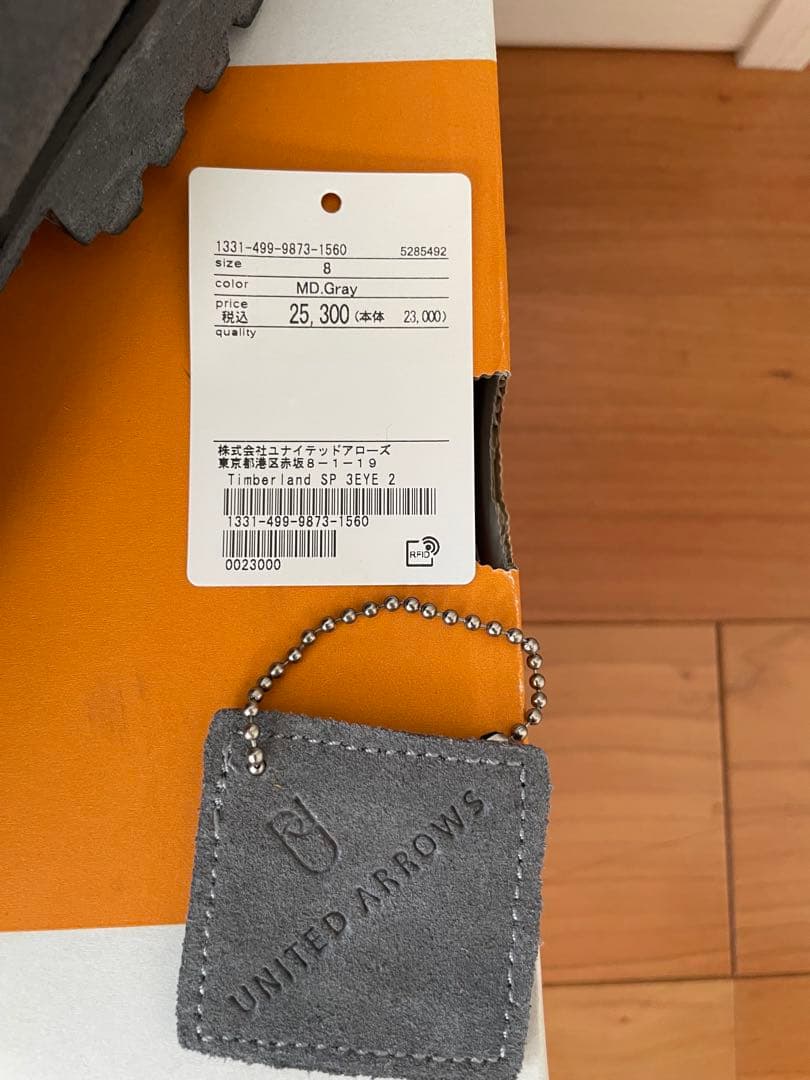 1331-499-9873-1560 5285492
size 8
color MD.Gray
price
税込 25,300 (本体 23,000)
quality
株式会社ユナイテッドアローズ
東京都港区赤坂8-1-19
Timberland SP 3EYE 2
1331-499-9873-1560
RFID
0023000
UNITED ARROWS